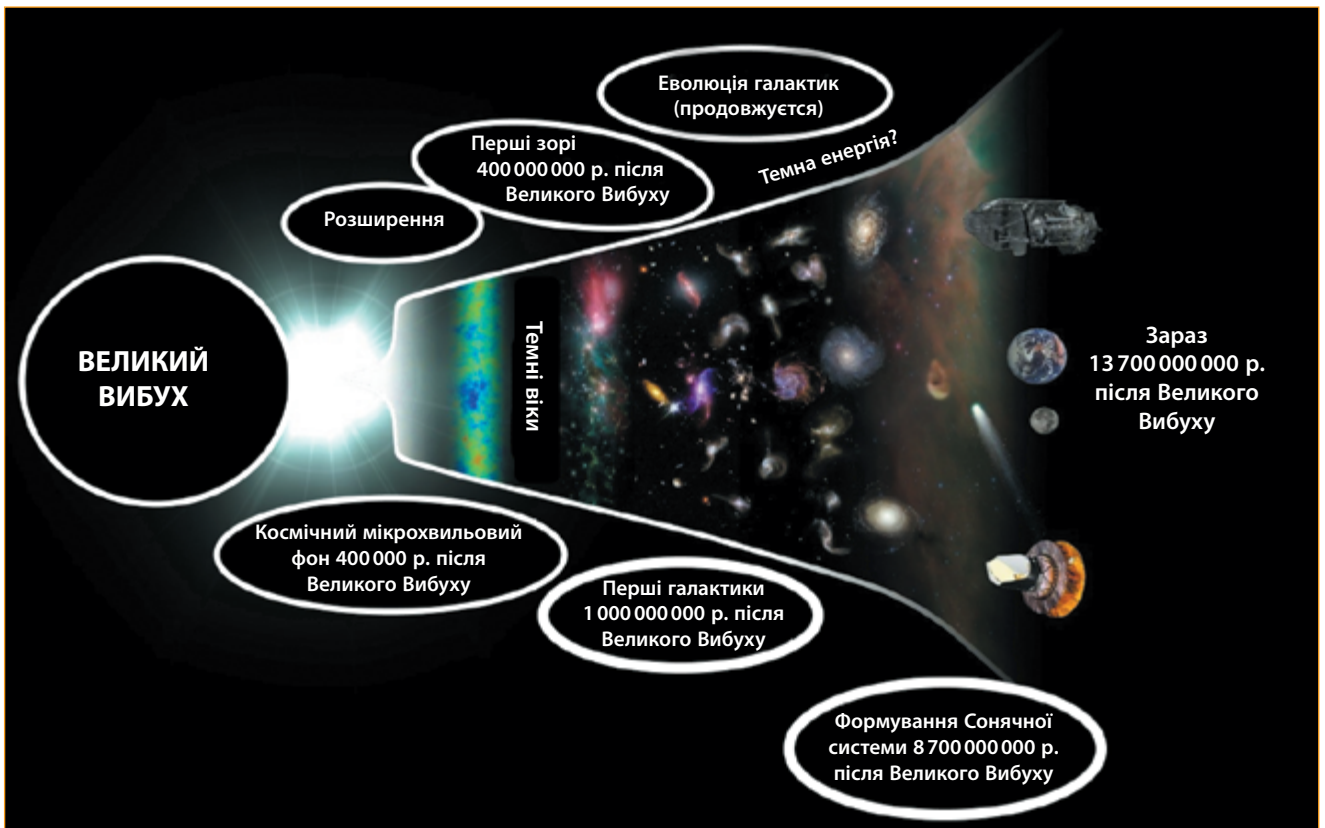 Еволюція галактик
(продовжуєтся)
Перші зорі
400 000 000 р. після
Великого Вибуху
Темна енергія?
Розширення
ВЕЛИКИЙ
ВИБУХ
Темні віки
Зараз
13 700 000 000 р.
після Великого
Вибуху
Космічний мікрохвильовий
фон 400 000 р. після
Великого Вибуху
Перші галактики
1 000 000 000 р. після
Великого Вибуху
Формування Сонячної
системи 8 700 000 000 р.
після Великого Вибуху